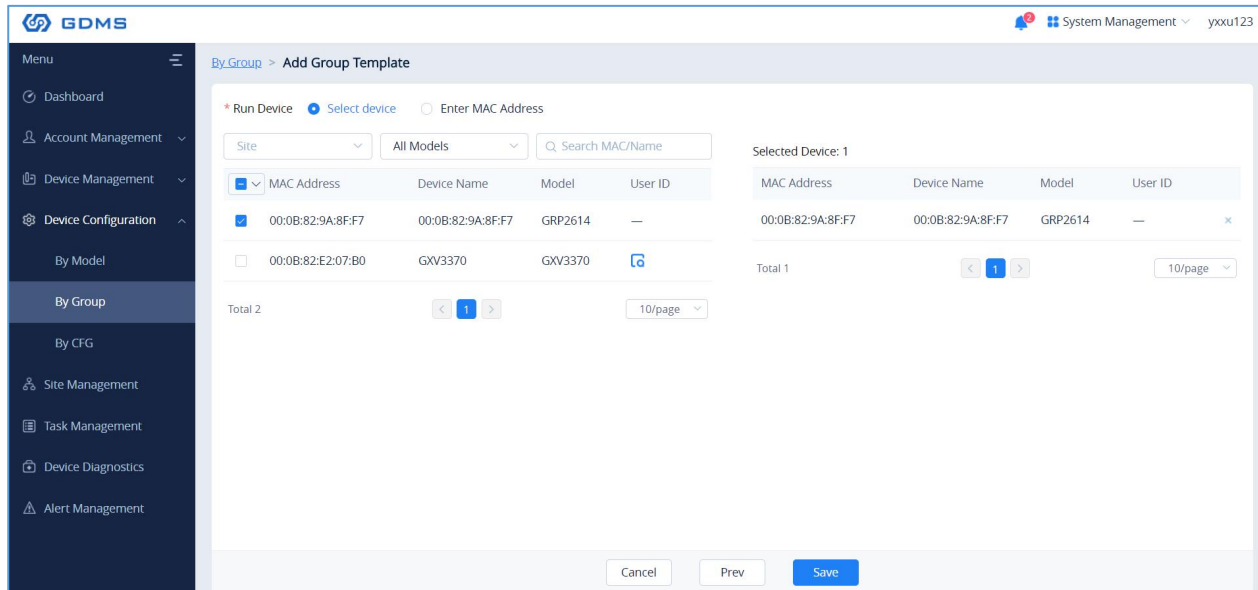 GDMS
2
System Management
yxxu123
Menu
By Group > Add Group Template
Dashboard
Account Management
Device Management
Device Configuration
By Model
By Group
By CFG
Site Management
Task Management
Device Diagnostics
Alert Management
* Run Device Select device Enter MAC Address
Site All Models Search MAC/Name
MAC Address Device Name Model User ID
00:0B:82:9A:8F:F7 00:0B:82:9A:8F:F7 GRP2614 —
00:0B:82:E2:07:B0 GXV3370 GXV3370
Total 2 < 1 > 10/page
Selected Device: 1
MAC Address Device Name Model User ID
00:0B:82:9A:8F:F7 00:0B:82:9A:8F:F7 GRP2614 — ×
Total 1 < 1 > 10/page
Cancel Prev Save